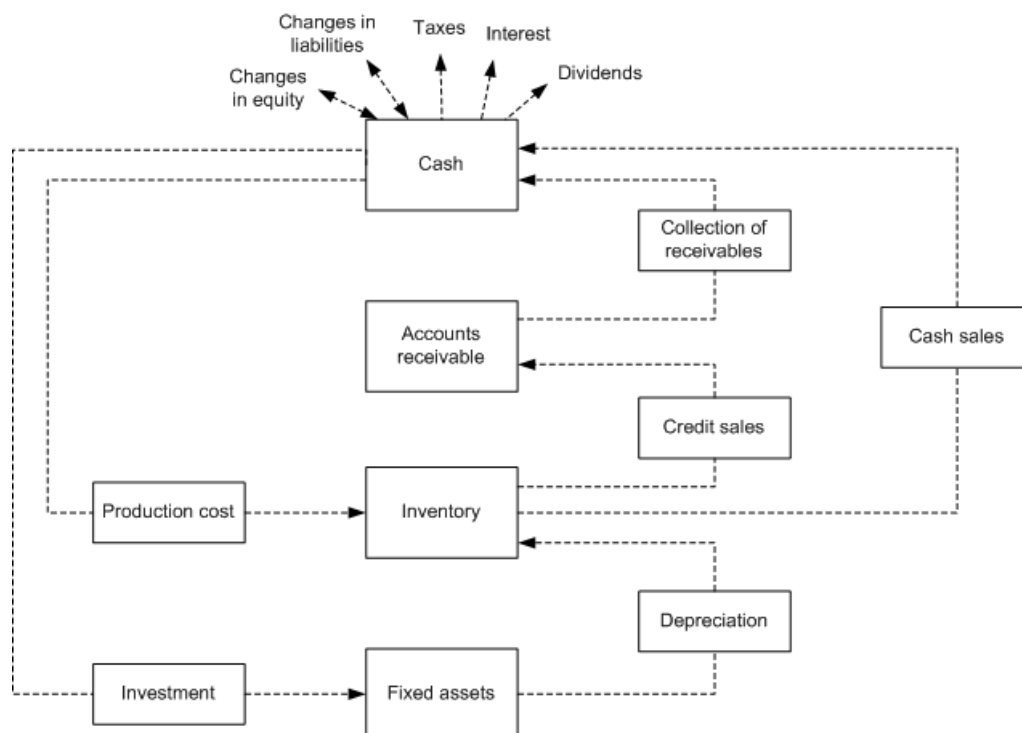 Changes in
liabilities
Taxes
Interest
Changes
in equity
Dividends
Cash
Collection of
receivables
Accounts
receivable
Cash sales
Credit sales
Production cost
Inventory
Depreciation
Investment
Fixed assets